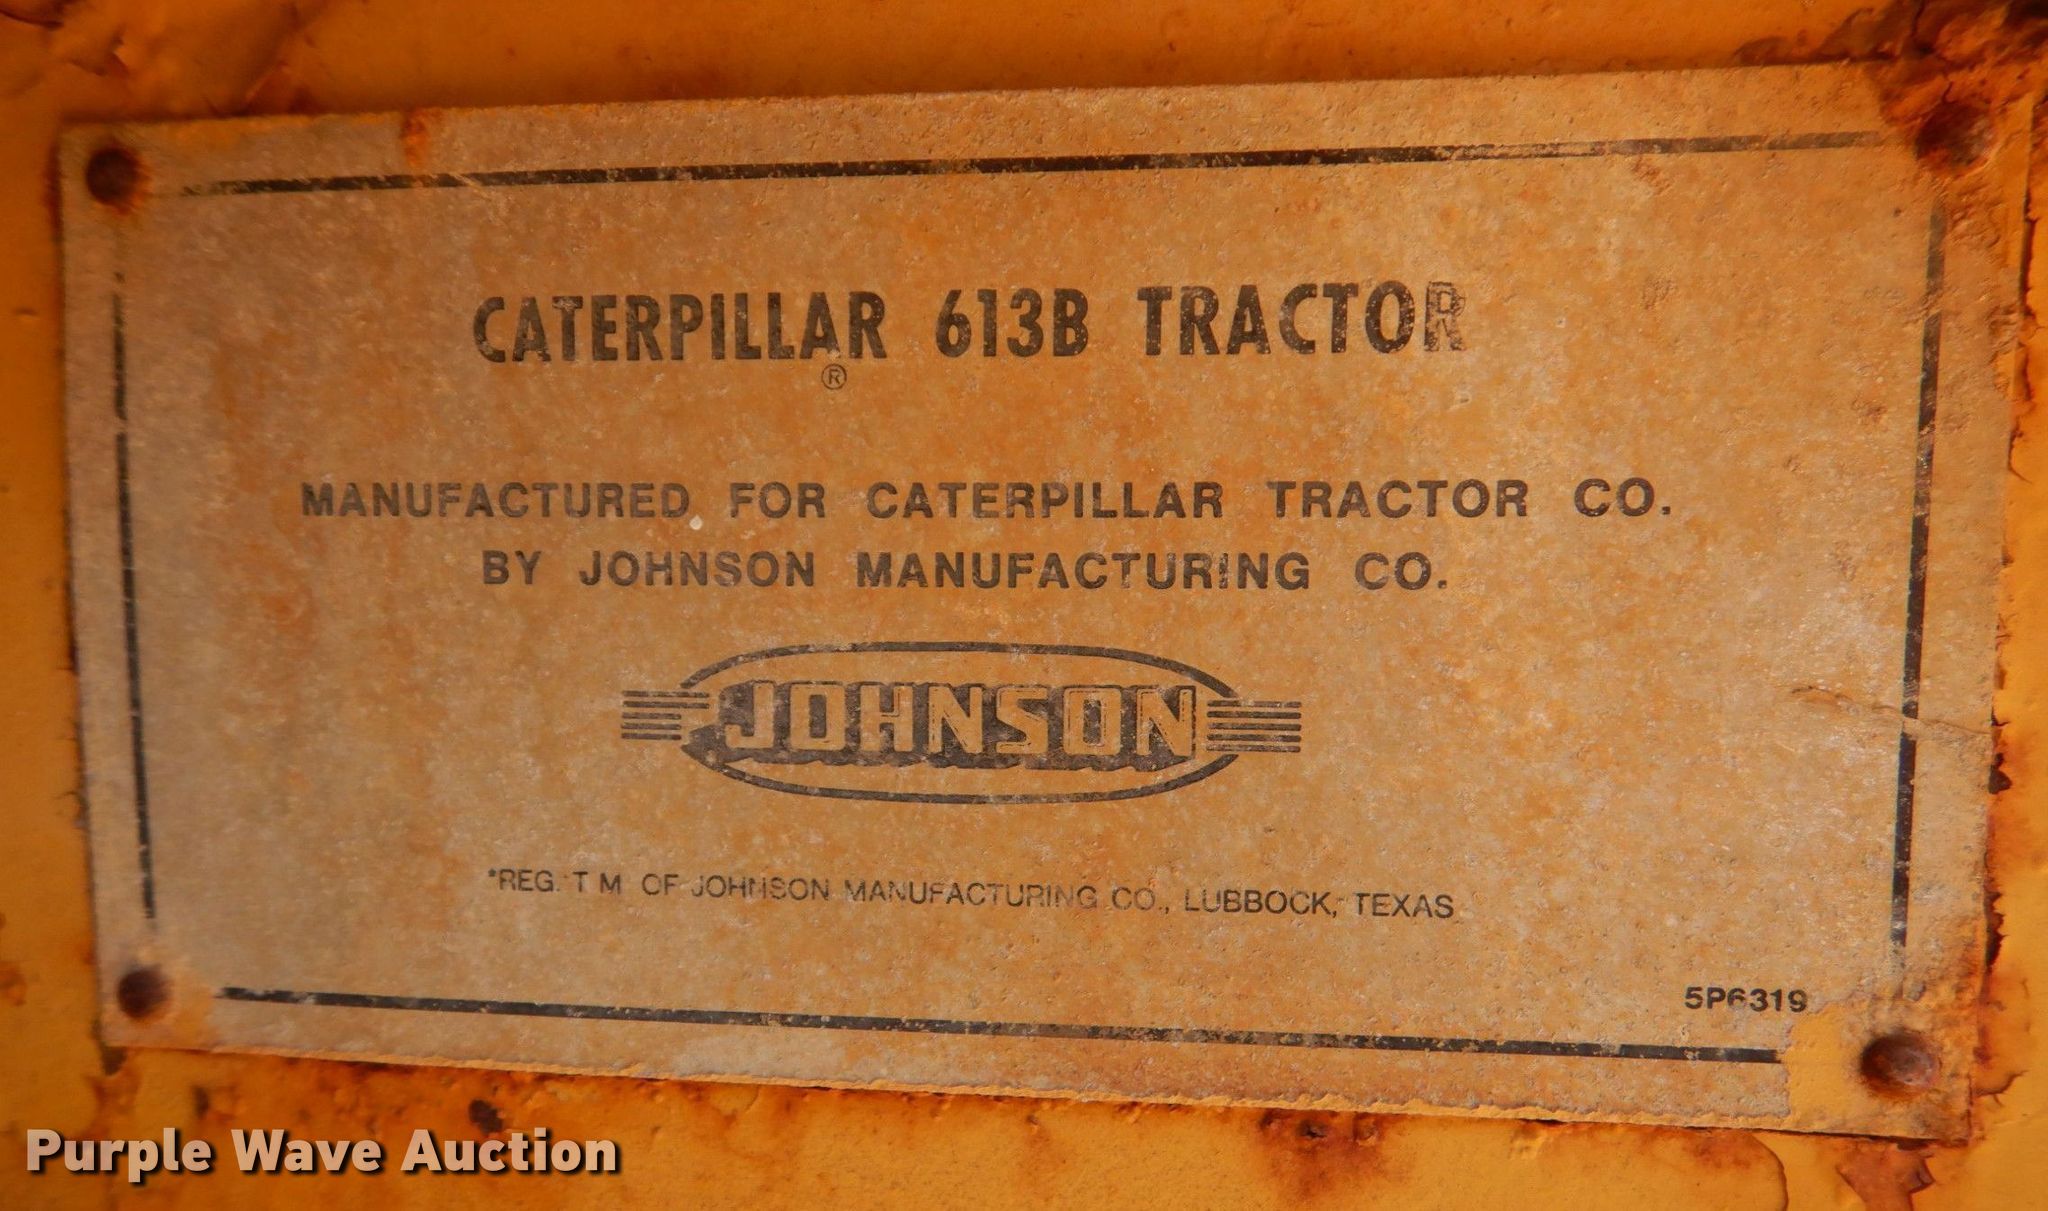 CATERPILLAR 613B TRACTOR
®
MANUFACTURED FOR CATERPILLAR TRACTOR CO.
BY JOHNSON MANUFACTURING CO.
JOHNSON
*REG. T M OF JOHNSON MANUFACTURING CO., LUBBOCK, TEXAS
5P6319
Purple Wave Auction